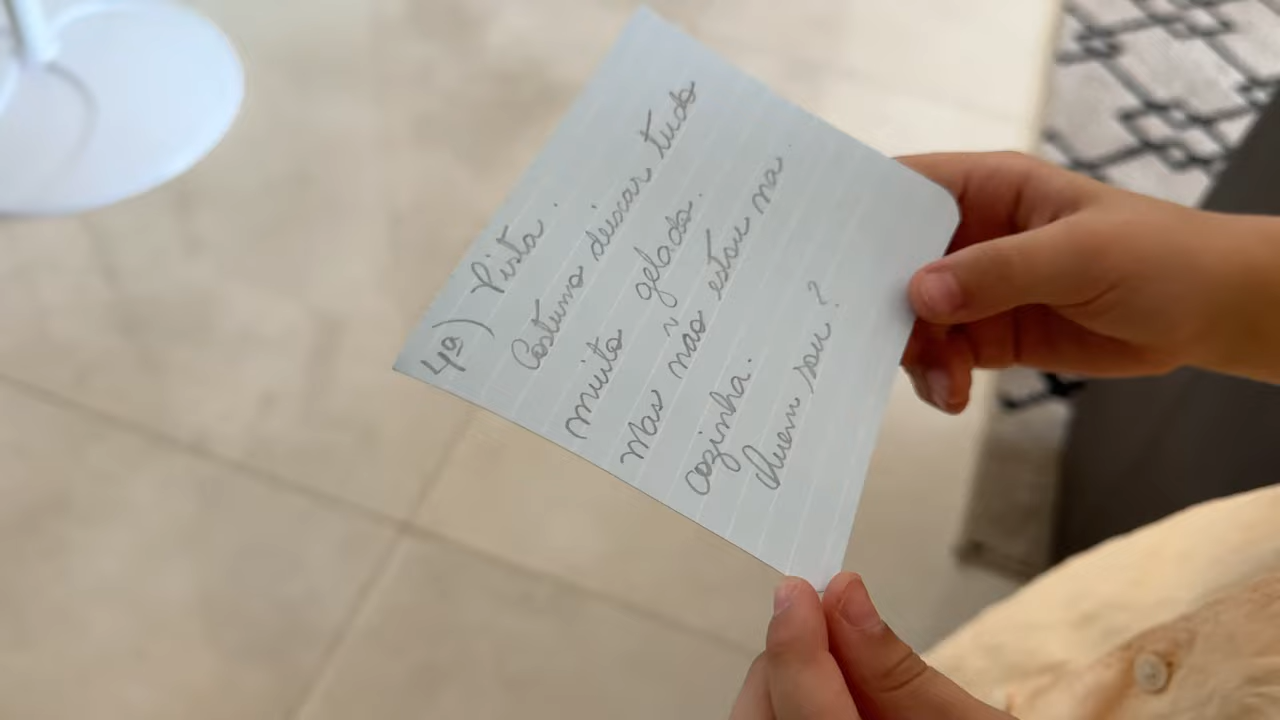 4ª) Pista.
Costumo deixar tudo
muito gelado.
Mas não estou na
cozinha.
Quem sou?